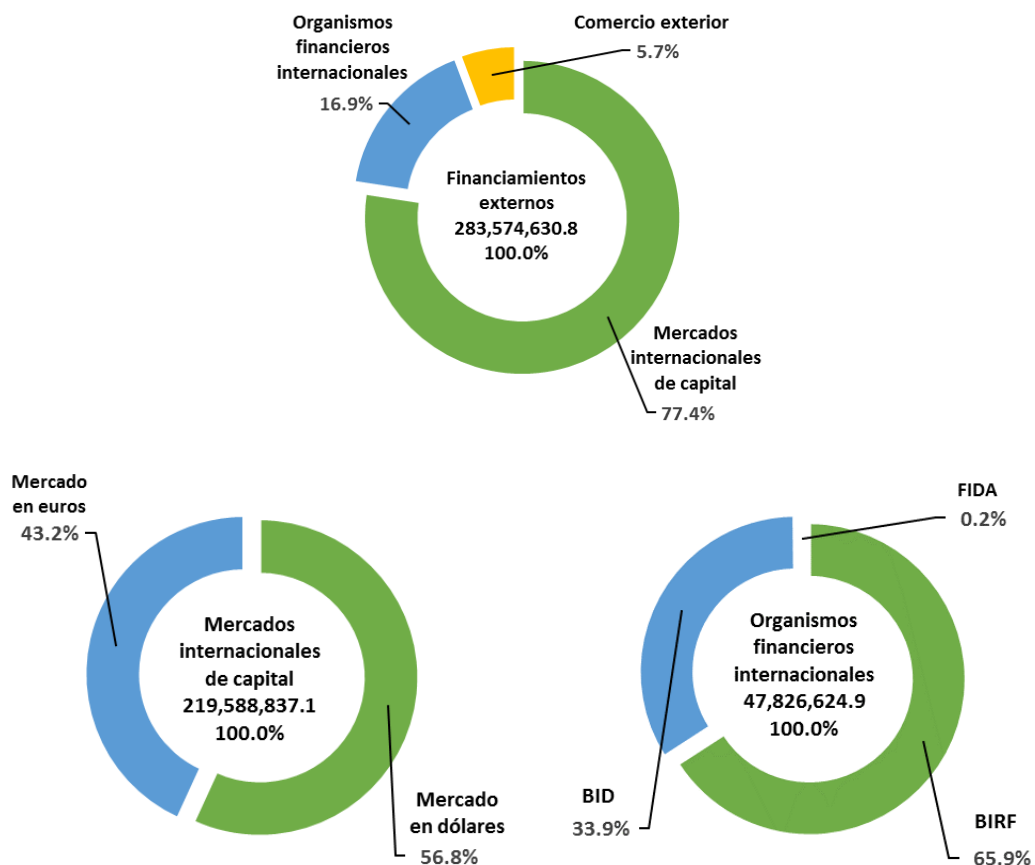 Organismos
financieros
internacionales
16.9%
Comercio exterior
5.7%
Financiamientos
externos
283,574,630.8
100.0%
Mercados
internacionales
de capital
77.4%
Mercado
en euros
43.2%
Mercados
internacionales
de capital
219,588,837.1
100.0%
Mercado
en dólares
56.8%
FIDA
0.2%
Organismos
financieros
internacionales
47,826,624.9
100.0%
BID
33.9%
BIRF
65.9%